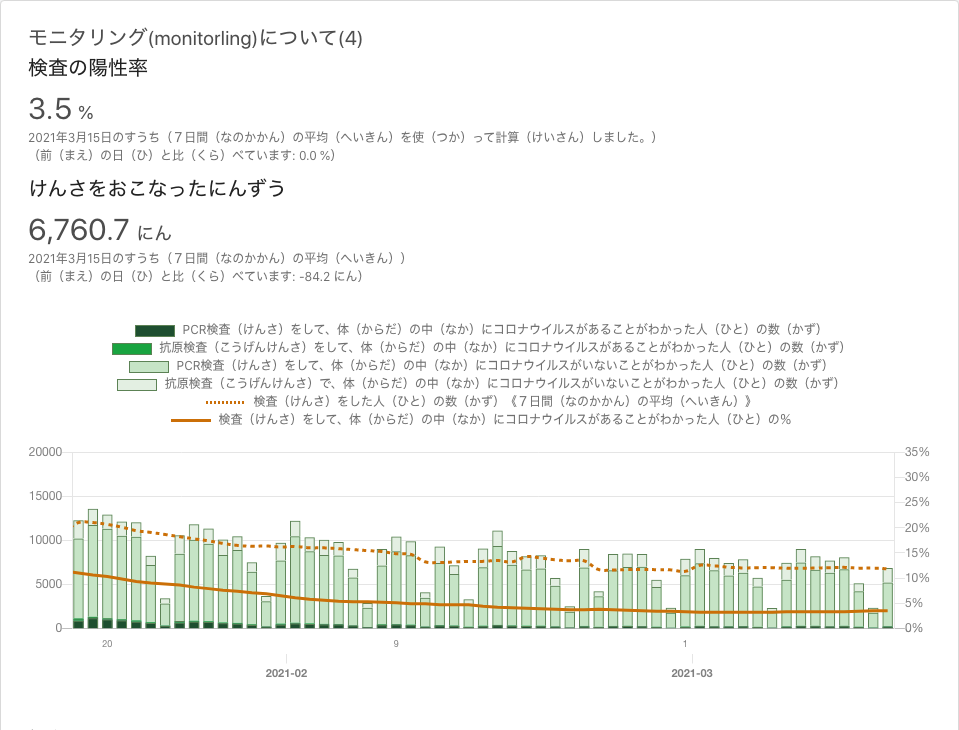 モニタリング(monitorling)について(4)
検査の陽性率
3.5 %
2021年3月15日のすうち（７日間（なのかかん）の平均（へいきん）を使（つか）って計算（けいさん）しました。）
（前（まえ）の日（ひ）と比（くら）べています: 0.0 %）
けんさをおこなったにんずう
6,760.7 にん
2021年3月15日のすうち（７日間（なのかかん）の平均（へいきん））
（前（まえ）の日（ひ）と比（くら）べています: -84.2 にん）
PCR検査（けんさ）をして、体（からだ）の中（なか）にコロナウイルスがあることがわかった人（ひと）の数（かず）
抗原検査（こうげんけんさ）をして、体（からだ）の中（なか）にコロナウイルスがあることがわかった人（ひと）の数（かず）
PCR検査（けんさ）をして、体（からだ）の中（なか）にコロナウイルスがいないことがわかった人（ひと）の数（かず）
抗原検査（こうげんけんさ）で、体（からだ）の中（なか）にコロナウイルスがいないことがわかった人（ひと）の数（かず）
検査（けんさ）をした人（ひと）の数（かず）《７日間（なのかかん）の平均（へいきん）》
検査（けんさ）をして、体（からだ）の中（なか）にコロナウイルスがあることがわかった人（ひと）の%
20000 35%
30%
15000 25%
20%
10000 15%
10%
5000 5%
0 0%
20 9 1
2021-02 2021-03